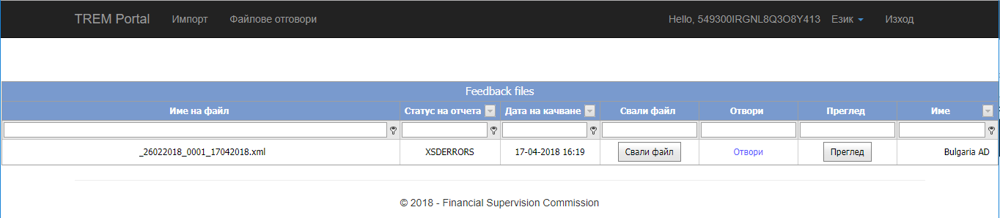 TREM Portal Импорт Файлове отговори Hello, 549300IRGNL8Q3O8Y413 Език Изход
Feedback files
Име на файл Статус на отчета Дата на качване Свали файл Отвори Преглед Име
_26022018_0001_17042018.xml XSDERRORS 17-04-2018 16:19 Свали файл Отвори Преглед Bulgaria AD
© 2018 - Financial Supervision Commission